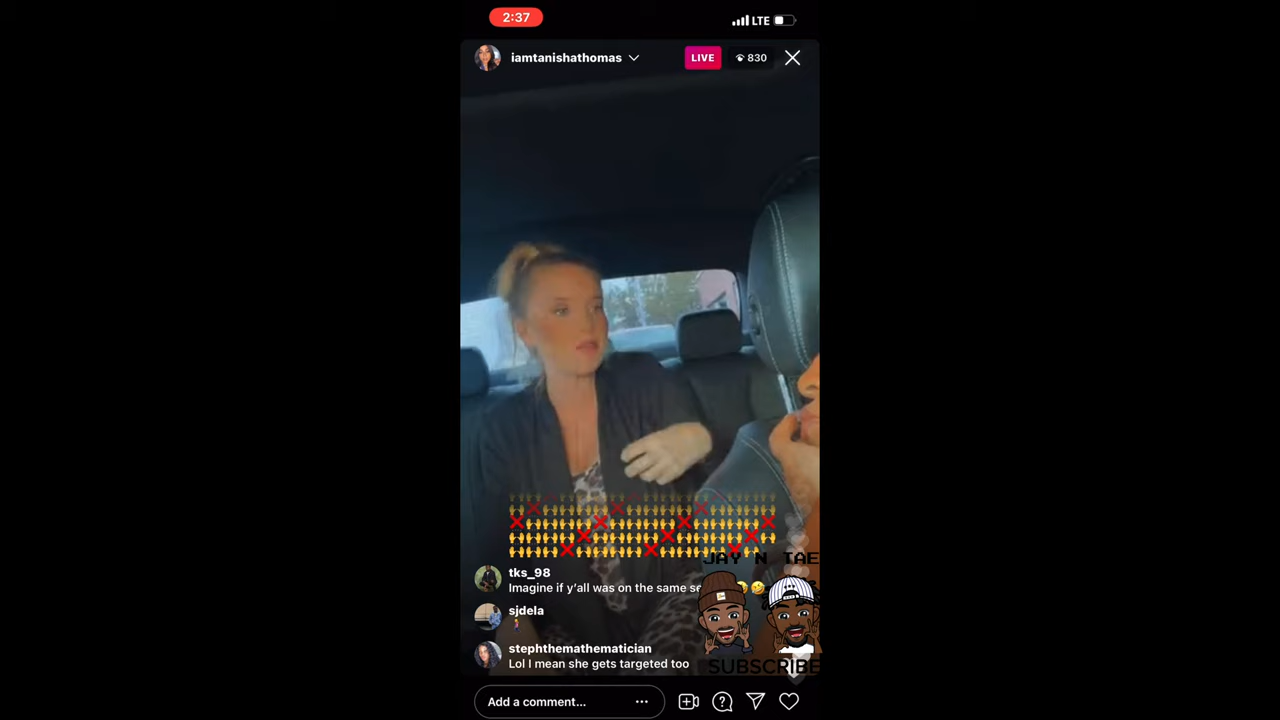 2:37
LTE
iamtanishathomas
LIVE
830
tks_98
Imagine if y'all was on the same
JAY N TAE
sjdela
stephthemathematician
Lol I mean she gets targeted too
SUBSCRIBE
Add a comment...